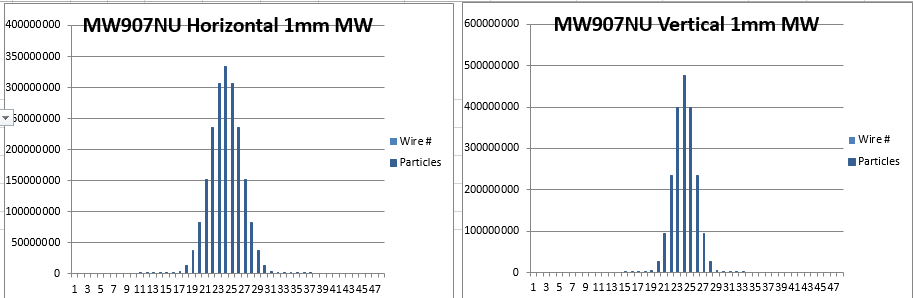 MW907NU Horizontal 1mm MW
400000000
350000000
300000000
250000000
200000000
150000000
100000000
50000000
0
1 3 5 7 9 11 13 15 17 19 21 23 25 27 29 31 33 35 37 39 41 43 45 47
Wire #
Particles
MW907NU Vertical 1mm MW
600000000
500000000
400000000
300000000
200000000
100000000
0
1 3 5 7 9 11 13 15 17 19 21 23 25 27 29 31 33 35 37 39 41 43 45 47
Wire #
Particles